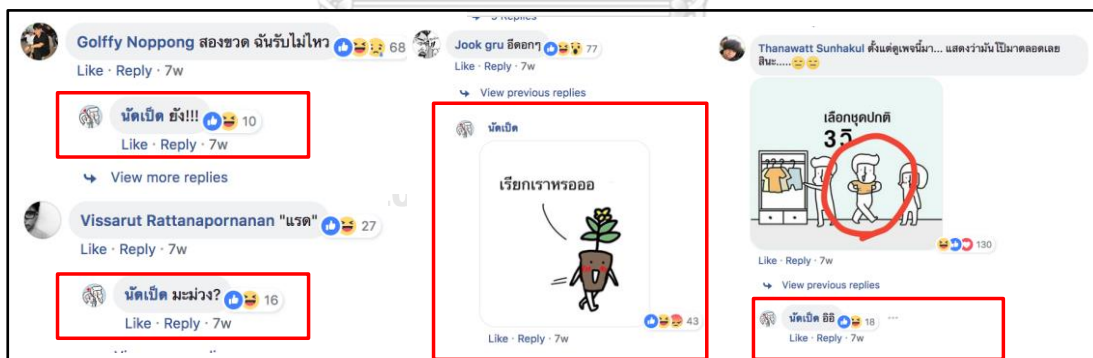 Golffy Noppong สองขวด ฉันรับไม่ไหว 68
Like · Reply · 7w
นัดเป็ด ยัง!!! 10
Like · Reply · 7w
View more replies
Vissarut Rattanapornanan "แรด" 27
Like · Reply · 7w
นัดเป็ด มะม่วง? 16
Like · Reply · 7w
Replies
Jook gru อีดอกๆ 77
Like · Reply · 7w
View previous replies
นัดเป็ด
เรียกเราหรอออ
43
Like · Reply · 7w
Thanawatt Sunhakul ตั้งแต่ดูเพจนี้มา... แสดงว่ามันโป๊มาตลอดเลย
สินะ.....
เลือกชุดปกติ
3 วิ
130
Like · Reply · 7w
View previous replies
นัดเป็ด อิอิ 18
Like · Reply · 7w